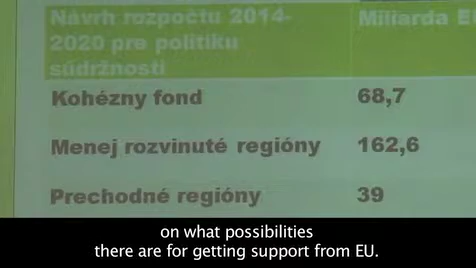 Návrh rozpočtu 2014-
2020 pre politiku
súdržnosti
Miliarda E
Kohézny fond 68,7
Menej rozvinuté regióny 162,6
Prechodné regióny 39
on what possibilities
there are for getting support from EU.